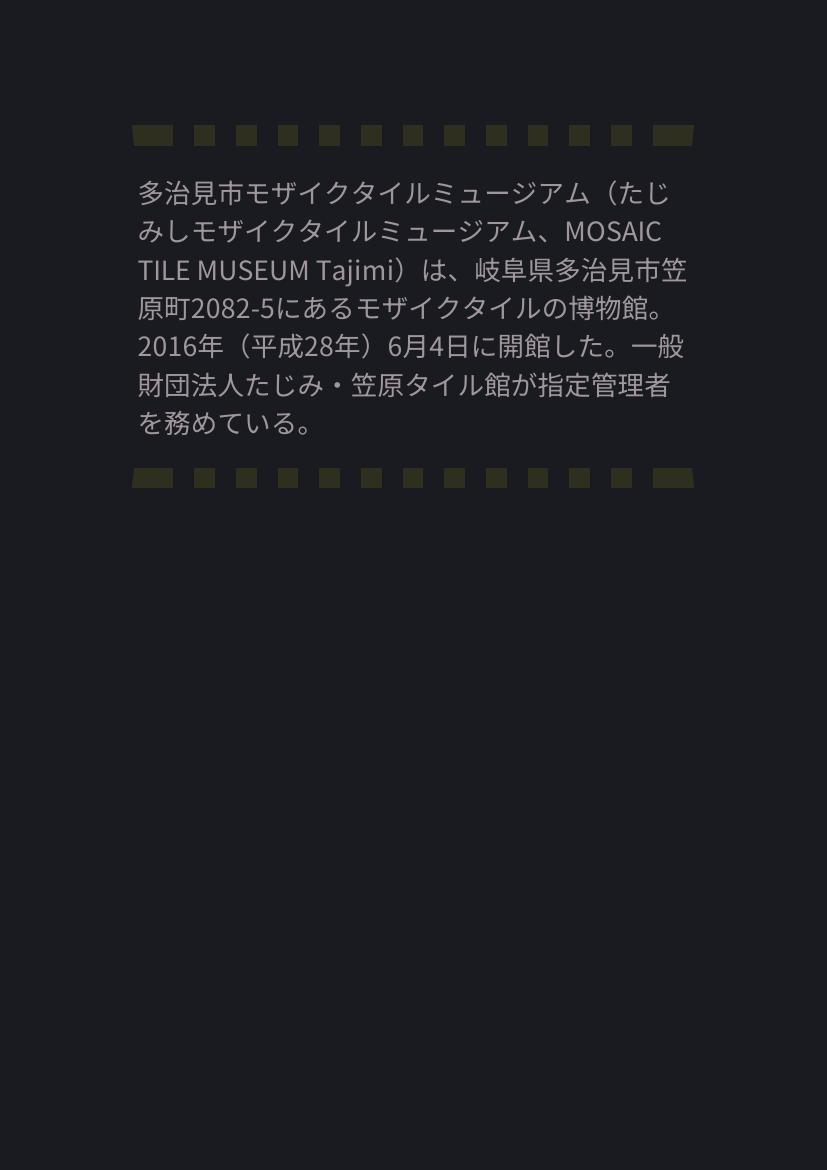 多治見市モザイクタイルミュージアム（たじ
みしモザイクタイルミュージアム、MOSAIC
TILE MUSEUM Tajimi）は、岐阜県多治見市笠
原町2082-5にあるモザイクタイルの博物館。
2016年（平成28年）6月4日に開館した。一般
財団法人たじみ・笠原タイル館が指定管理者
を務めている。